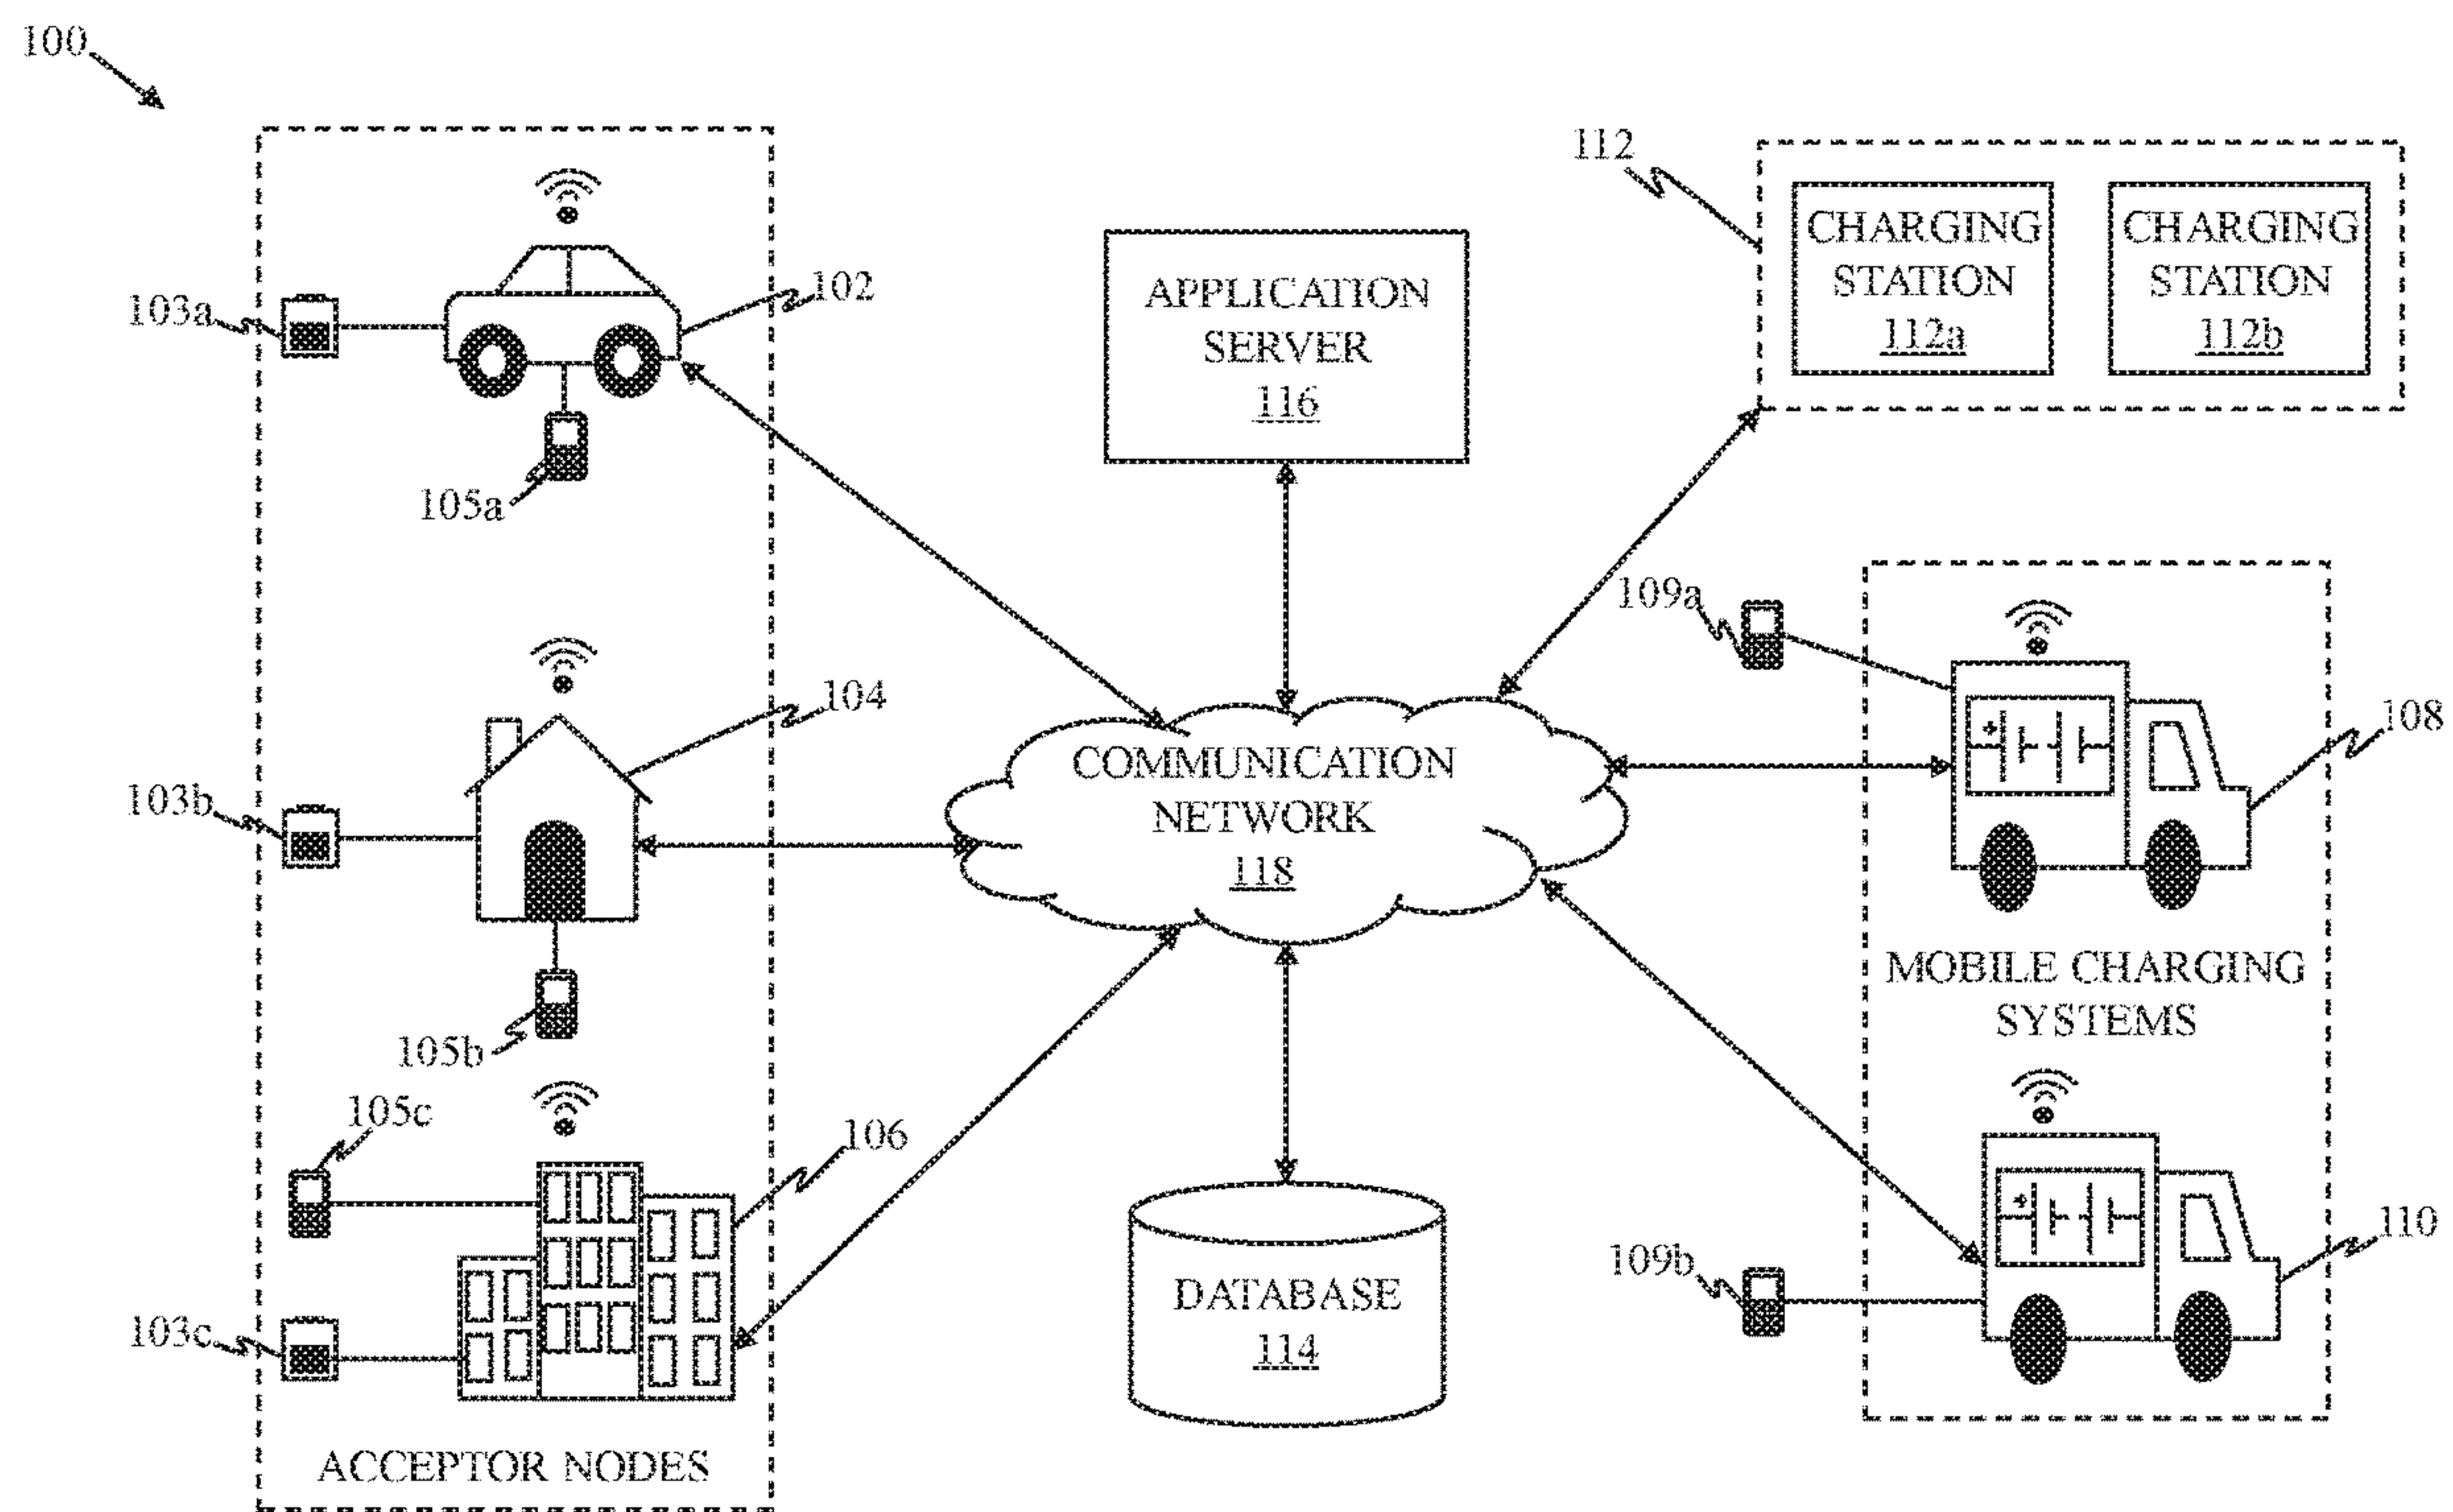 100
112
CHARGING
STATION
112a
CHARGING
STATION
112b
103a
102
APPLICATION
SERVER
116
105a
109a
104
108
103b
COMMUNICATION
NETWORK
118
MOBILE CHARGING
SYSTEMS
105b
105c
106
110
109b
DATABASE
114
103c
ACCEPTOR NODES